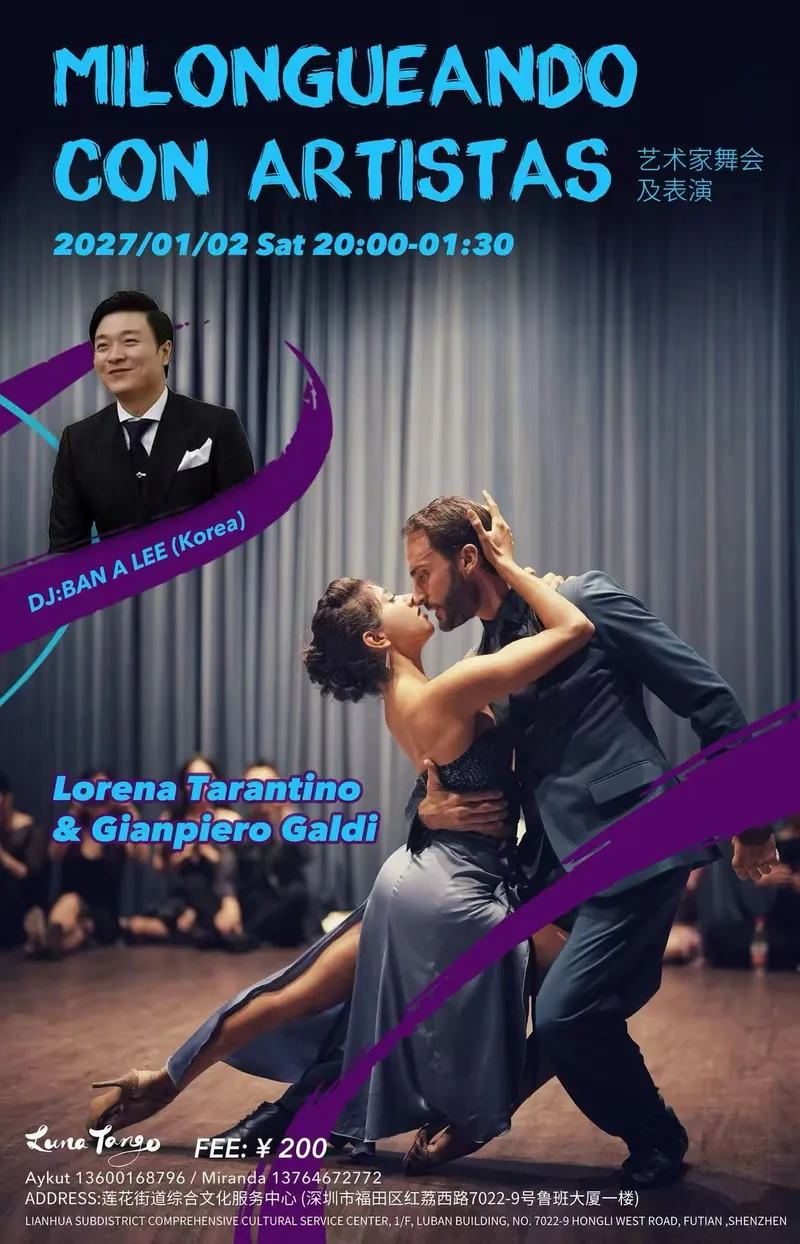 MILONGUEANDO
CON ARTISTAS
艺术家舞会
及表演
2027/01/02 Sat 20:00-01:30
DJ:BAN A LEE (Korea)
Lorena Tarantino
& Gianpiero Galdi
Luna Tango
FEE: ¥ 200
Aykut 13600168796 / Miranda 13764672772
ADDRESS:莲花街道综合文化服务中心 (深圳市福田区红荔西路7022-9号鲁班大厦一楼)
LIANHUA SUBDISTRICT COMPREHENSIVE CULTURAL SERVICE CENTER, 1/F, LUBAN BUILDING, NO. 7022-9 HONGLI WEST ROAD, FUTIAN ,SHENZHEN